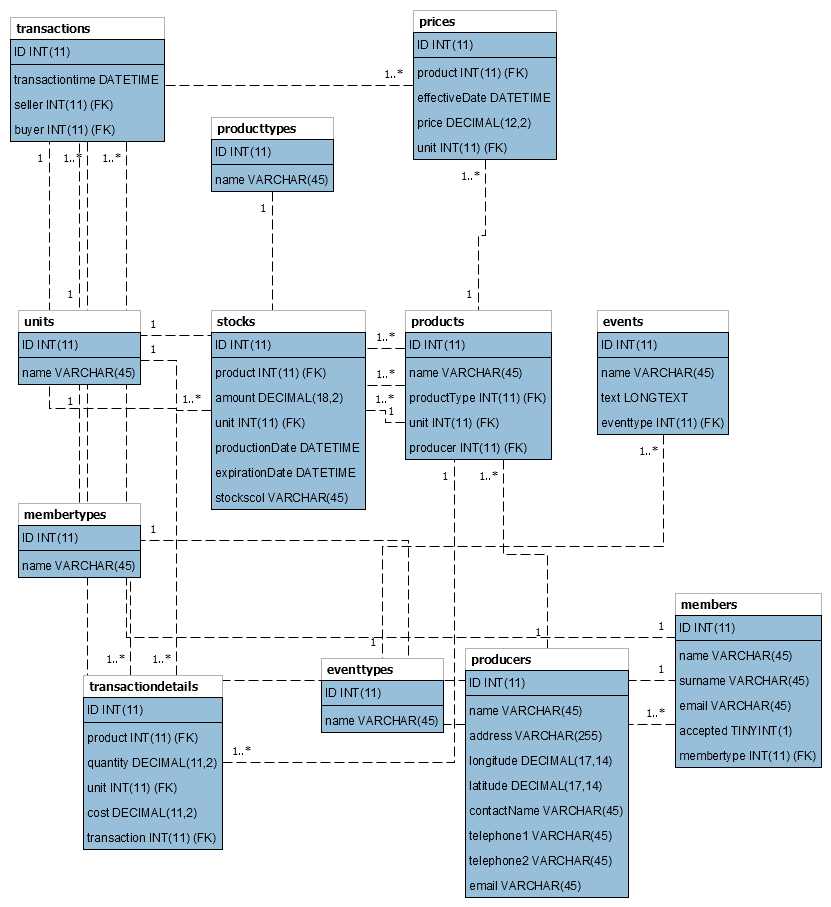 transactions
ID INT(11)
transactiontime DATETIME
seller INT(11) (FK)
buyer INT(11) (FK)
1
1..*
1..*
prices
ID INT(11)
product INT(11) (FK)
effectiveDate DATETIME
price DECIMAL(12,2)
unit INT(11) (FK)
1..*
1..*
producttypes
ID INT(11)
name VARCHAR(45)
1
1
1
units
ID INT(11)
name VARCHAR(45)
1
1
1
stocks
ID INT(11)
product INT(11) (FK)
amount DECIMAL(18,2)
unit INT(11) (FK)
productionDate DATETIME
expirationDate DATETIME
stockscol VARCHAR(45)
1..*
1..*
1..*
1..*
1
products
ID INT(11)
name VARCHAR(45)
productType INT(11) (FK)
unit INT(11) (FK)
producer INT(11) (FK)
1
1..*
events
ID INT(11)
name VARCHAR(45)
text LONGTEXT
eventtype INT(11) (FK)
1..*
membertypes
ID INT(11)
name VARCHAR(45)
1
members
ID INT(11)
name VARCHAR(45)
surname VARCHAR(45)
email VARCHAR(45)
accepted TINYINT(1)
membertype INT(11) (FK)
1
1
1..*
1
eventtypes
ID INT(11)
name VARCHAR(45)
1
producers
ID INT(11)
name VARCHAR(45)
address VARCHAR(255)
longitude DECIMAL(17,14)
latitude DECIMAL(17,14)
contactName VARCHAR(45)
telephone1 VARCHAR(45)
telephone2 VARCHAR(45)
email VARCHAR(45)
1..*
1..*
transactiondetails
ID INT(11)
product INT(11) (FK)
quantity DECIMAL(11,2)
unit INT(11) (FK)
cost DECIMAL(11,2)
transaction INT(11) (FK)
1..*